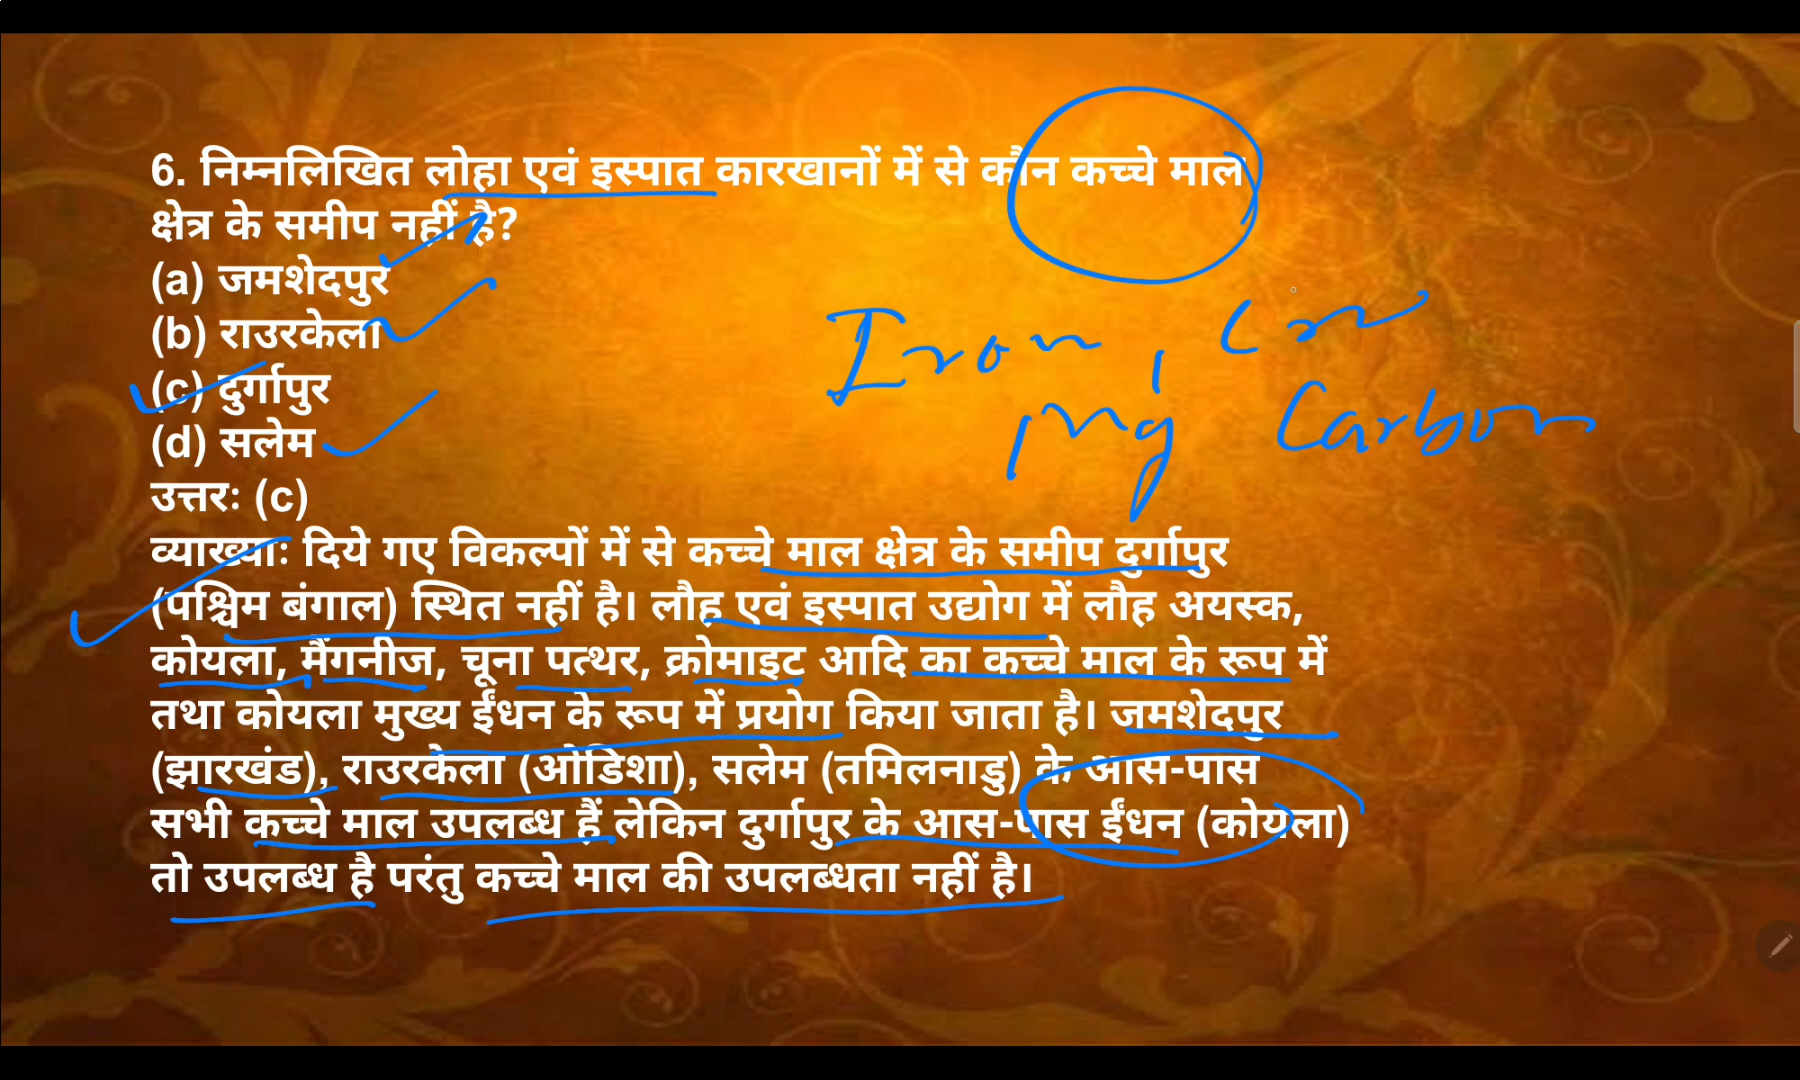 6. निम्नलिखित लोहा एवं इस्पात कारखानों में से कौन कच्चे माल
क्षेत्र के समीप नहीं है?
(a) जमशेदपुर
(b) राउरकेला
(c) दुर्गापुर
(d) सलेम
उत्तरः (c)
व्याख्याः दिये गए विकल्पों में से कच्चे माल क्षेत्र के समीप दुर्गापुर
(पश्चिम बंगाल) स्थित नहीं है। लौह एवं इस्पात उद्योग में लौह अयस्क,
कोयला, मैंगनीज, चूना पत्थर, क्रोमाइट आदि का कच्चे माल के रूप में
तथा कोयला मुख्य ईंधन के रूप में प्रयोग किया जाता है। जमशेदपुर
(झारखंड), राउरकेला (ओडिशा), सलेम (तमिलनाडु) के आस-पास
सभी कच्चे माल उपलब्ध हैं लेकिन दुर्गापुर के आस-पास ईंधन (कोयला)
तो उपलब्ध है परंतु कच्चे माल की उपलब्धता नहीं है।
Iron,
Mg Carbon